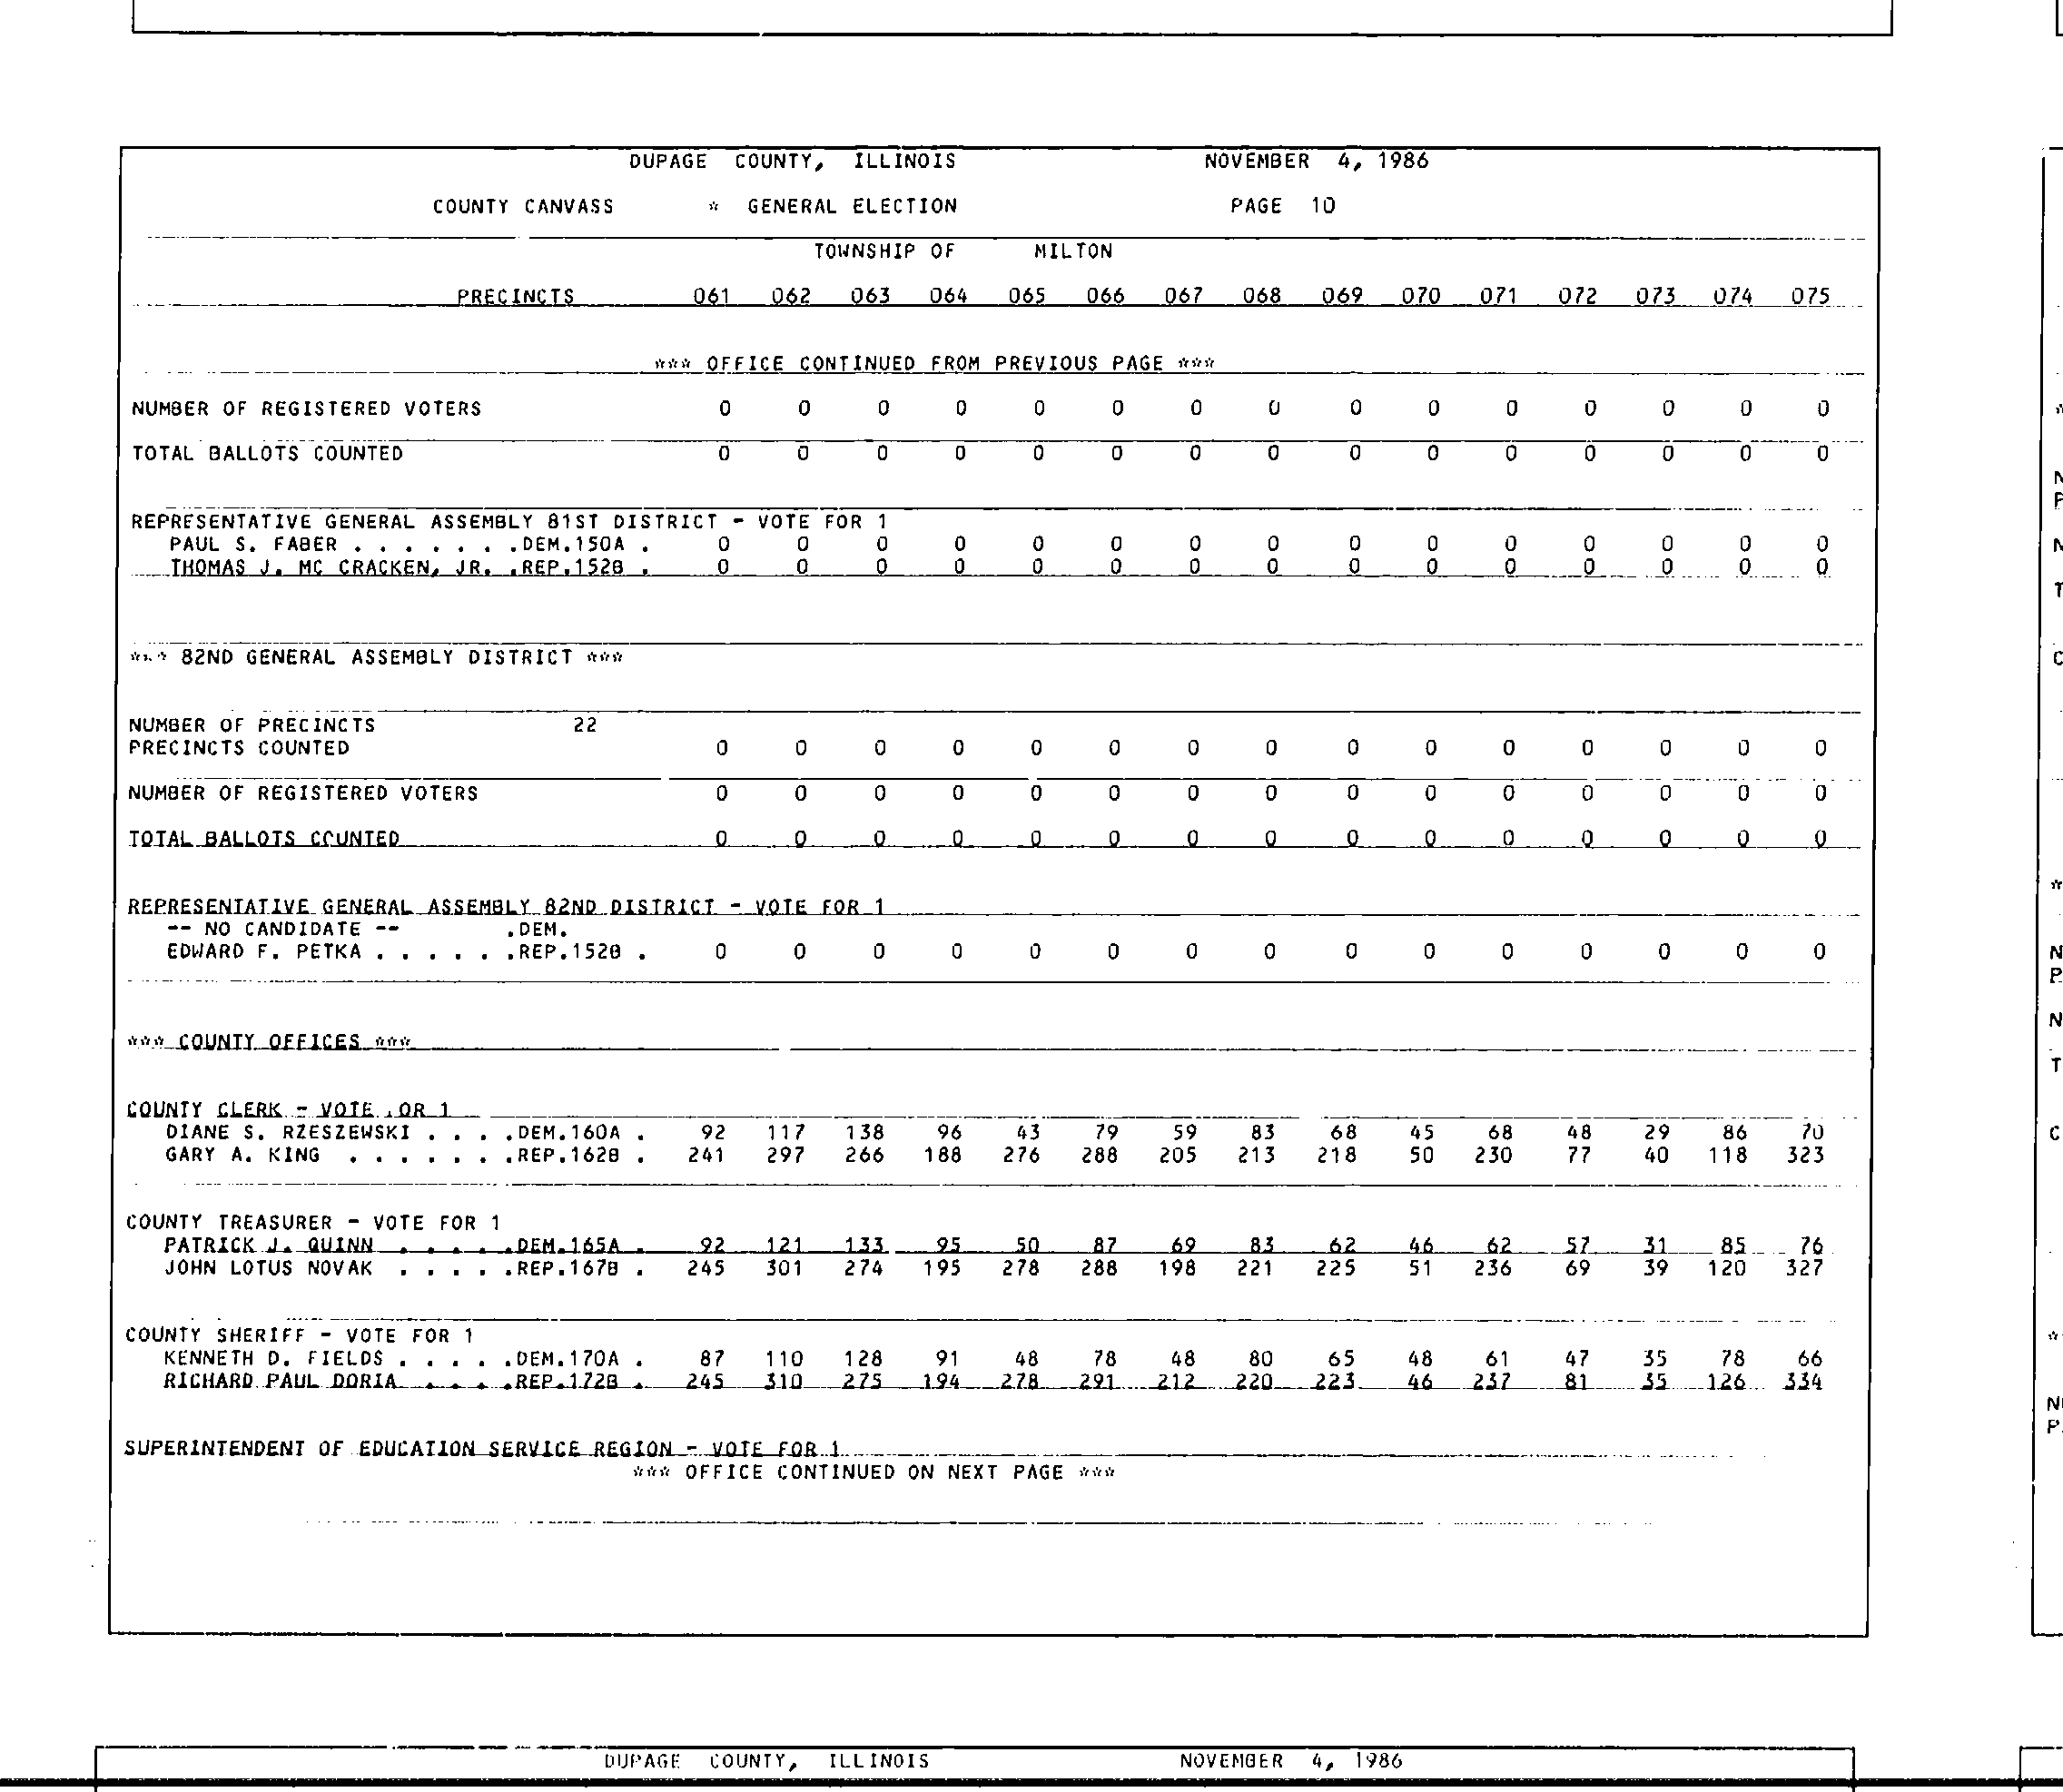 DUPAGE COUNTY, ILLINOIS NOVEMBER 4, 1986
COUNTY CANVASS * GENERAL ELECTION PAGE 10
TOWNSHIP OF MILTON
PRECINCTS 061 062 063 064 065 066 067 068 069 070 071 072 073 074 075
*** OFFICE CONTINUED FROM PREVIOUS PAGE ***
NUMBER OF REGISTERED VOTERS 0 0 0 0 0 0 0 0 0 0 0 0 0 0 0
TOTAL BALLOTS COUNTED 0 0 0 0 0 0 0 0 0 0 0 0 0 0 0
REPRESENTATIVE GENERAL ASSEMBLY 81ST DISTRICT - VOTE FOR 1
PAUL S. FABER . . . . . . .DEM.150A . 0 0 0 0 0 0 0 0 0 0 0 0 0 0 0
THOMAS J. MC CRACKEN, JR. .REP.152B . 0 0 0 0 0 0 0 0 0 0 0 0 0 0 0
*** 82ND GENERAL ASSEMBLY DISTRICT ***
NUMBER OF PRECINCTS 22
PRECINCTS COUNTED 0 0 0 0 0 0 0 0 0 0 0 0 0 0 0
NUMBER OF REGISTERED VOTERS 0 0 0 0 0 0 0 0 0 0 0 0 0 0 0
TOTAL BALLOTS COUNTED 0 0 0 0 0 0 0 0 0 0 0 0 0 0 0
REPRESENTATIVE GENERAL ASSEMBLY 82ND DISTRICT - VOTE FOR 1
-- NO CANDIDATE -- .DEM.
EDWARD F. PETKA . . . . . .REP.152B . 0 0 0 0 0 0 0 0 0 0 0 0 0 0 0
*** COUNTY OFFICES ***
COUNTY CLERK - VOTE OR 1
DIANE S. RZESZEWSKI . . . .DEM.160A . 92 117 138 96 43 79 59 83 68 45 68 48 29 86 70
GARY A. KING . . . . . . .REP.162B . 241 297 266 188 276 288 205 213 218 50 230 77 40 118 323
COUNTY TREASURER - VOTE FOR 1
PATRICK J. QUINN . . . . .DEM.165A . 92 121 133 95 50 87 69 83 62 46 62 57 31 85 76
JOHN LOTUS NOVAK . . . . .REP.167B . 245 301 274 195 278 288 198 221 225 51 236 69 39 120 327
COUNTY SHERIFF - VOTE FOR 1
KENNETH D. FIELDS . . . . .DEM.170A . 87 110 128 91 48 78 48 80 65 48 61 47 35 78 66
RICHARD PAUL DORIA . . . .REP.172B . 245 310 275 194 278 291 212 220 223 46 237 81 35 126 334
SUPERINTENDENT OF EDUCATION SERVICE REGION - VOTE FOR 1
*** OFFICE CONTINUED ON NEXT PAGE ***
DUPAGE COUNTY, ILLINOIS NOVEMBER 4, 1986